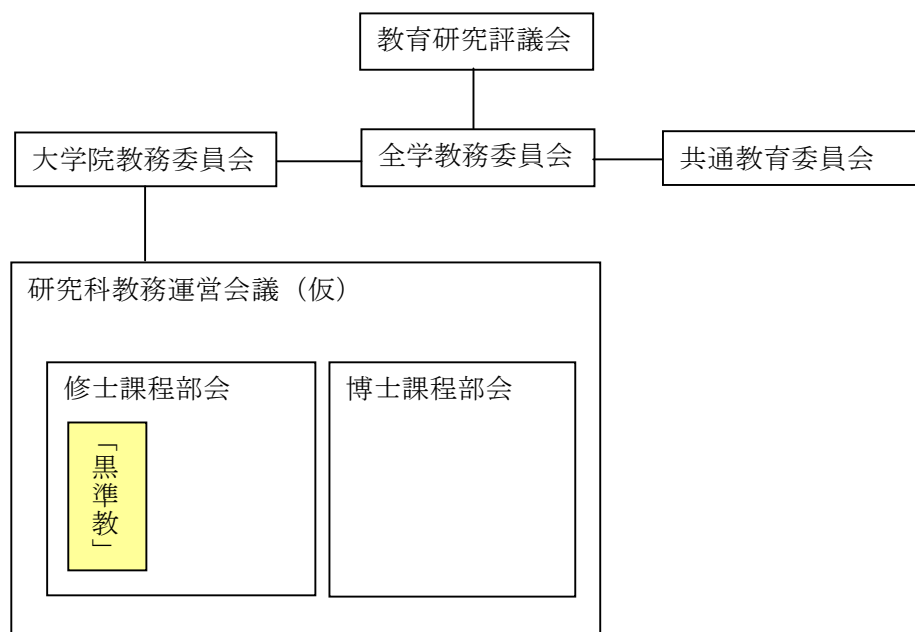 教育研究評議会
大学院教務委員会
全学教務委員会
共通教育委員会
研究科教務運営会議（仮）
修士課程部会
博士課程部会
「黒準教」